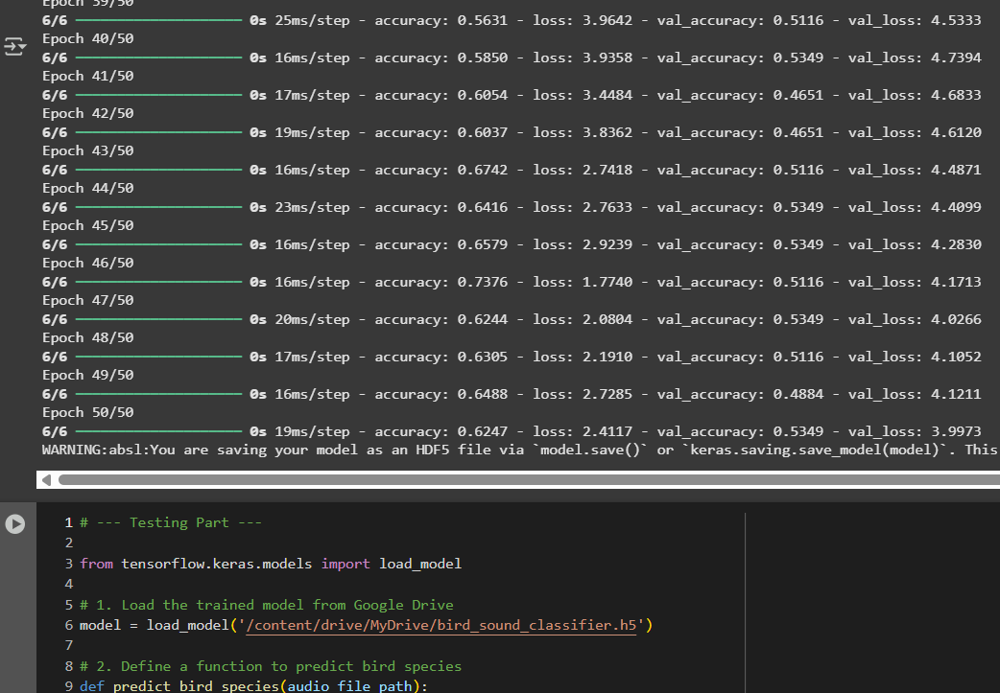 Epoch 39/50
6/6 ━━━━━━━━━━━━━━━━━━━━ 0s 25ms/step - accuracy: 0.5631 - loss: 3.9642 - val_accuracy: 0.5116 - val_loss: 4.5333
Epoch 40/50
6/6 ━━━━━━━━━━━━━━━━━━━━ 0s 16ms/step - accuracy: 0.5850 - loss: 3.9358 - val_accuracy: 0.5349 - val_loss: 4.7394
Epoch 41/50
6/6 ━━━━━━━━━━━━━━━━━━━━ 0s 17ms/step - accuracy: 0.6054 - loss: 3.4484 - val_accuracy: 0.4651 - val_loss: 4.6833
Epoch 42/50
6/6 ━━━━━━━━━━━━━━━━━━━━ 0s 19ms/step - accuracy: 0.6037 - loss: 3.8362 - val_accuracy: 0.4651 - val_loss: 4.6120
Epoch 43/50
6/6 ━━━━━━━━━━━━━━━━━━━━ 0s 16ms/step - accuracy: 0.6742 - loss: 2.7418 - val_accuracy: 0.5116 - val_loss: 4.4871
Epoch 44/50
6/6 ━━━━━━━━━━━━━━━━━━━━ 0s 23ms/step - accuracy: 0.6416 - loss: 2.7633 - val_accuracy: 0.5349 - val_loss: 4.4099
Epoch 45/50
6/6 ━━━━━━━━━━━━━━━━━━━━ 0s 16ms/step - accuracy: 0.6579 - loss: 2.9239 - val_accuracy: 0.5349 - val_loss: 4.2830
Epoch 46/50
6/6 ━━━━━━━━━━━━━━━━━━━━ 0s 16ms/step - accuracy: 0.7376 - loss: 1.7740 - val_accuracy: 0.5116 - val_loss: 4.1713
Epoch 47/50
6/6 ━━━━━━━━━━━━━━━━━━━━ 0s 20ms/step - accuracy: 0.6244 - loss: 2.0804 - val_accuracy: 0.5349 - val_loss: 4.0266
Epoch 48/50
6/6 ━━━━━━━━━━━━━━━━━━━━ 0s 17ms/step - accuracy: 0.6305 - loss: 2.1910 - val_accuracy: 0.5116 - val_loss: 4.1052
Epoch 49/50
6/6 ━━━━━━━━━━━━━━━━━━━━ 0s 16ms/step - accuracy: 0.6488 - loss: 2.7285 - val_accuracy: 0.4884 - val_loss: 4.1211
Epoch 50/50
6/6 ━━━━━━━━━━━━━━━━━━━━ 0s 19ms/step - accuracy: 0.6247 - loss: 2.4117 - val_accuracy: 0.5349 - val_loss: 3.9973
WARNING:absl:You are saving your model as an HDF5 file via `model.save()` or `keras.saving.save_model(model)`. This
1 # --- Testing Part ---
2
3 from tensorflow.keras.models import load_model
4
5 # 1. Load the trained model from Google Drive
6 model = load_model('/content/drive/MyDrive/bird_sound_classifier.h5')
7
8 # 2. Define a function to predict bird species
9 def predict_bird_species(audio_file_path):